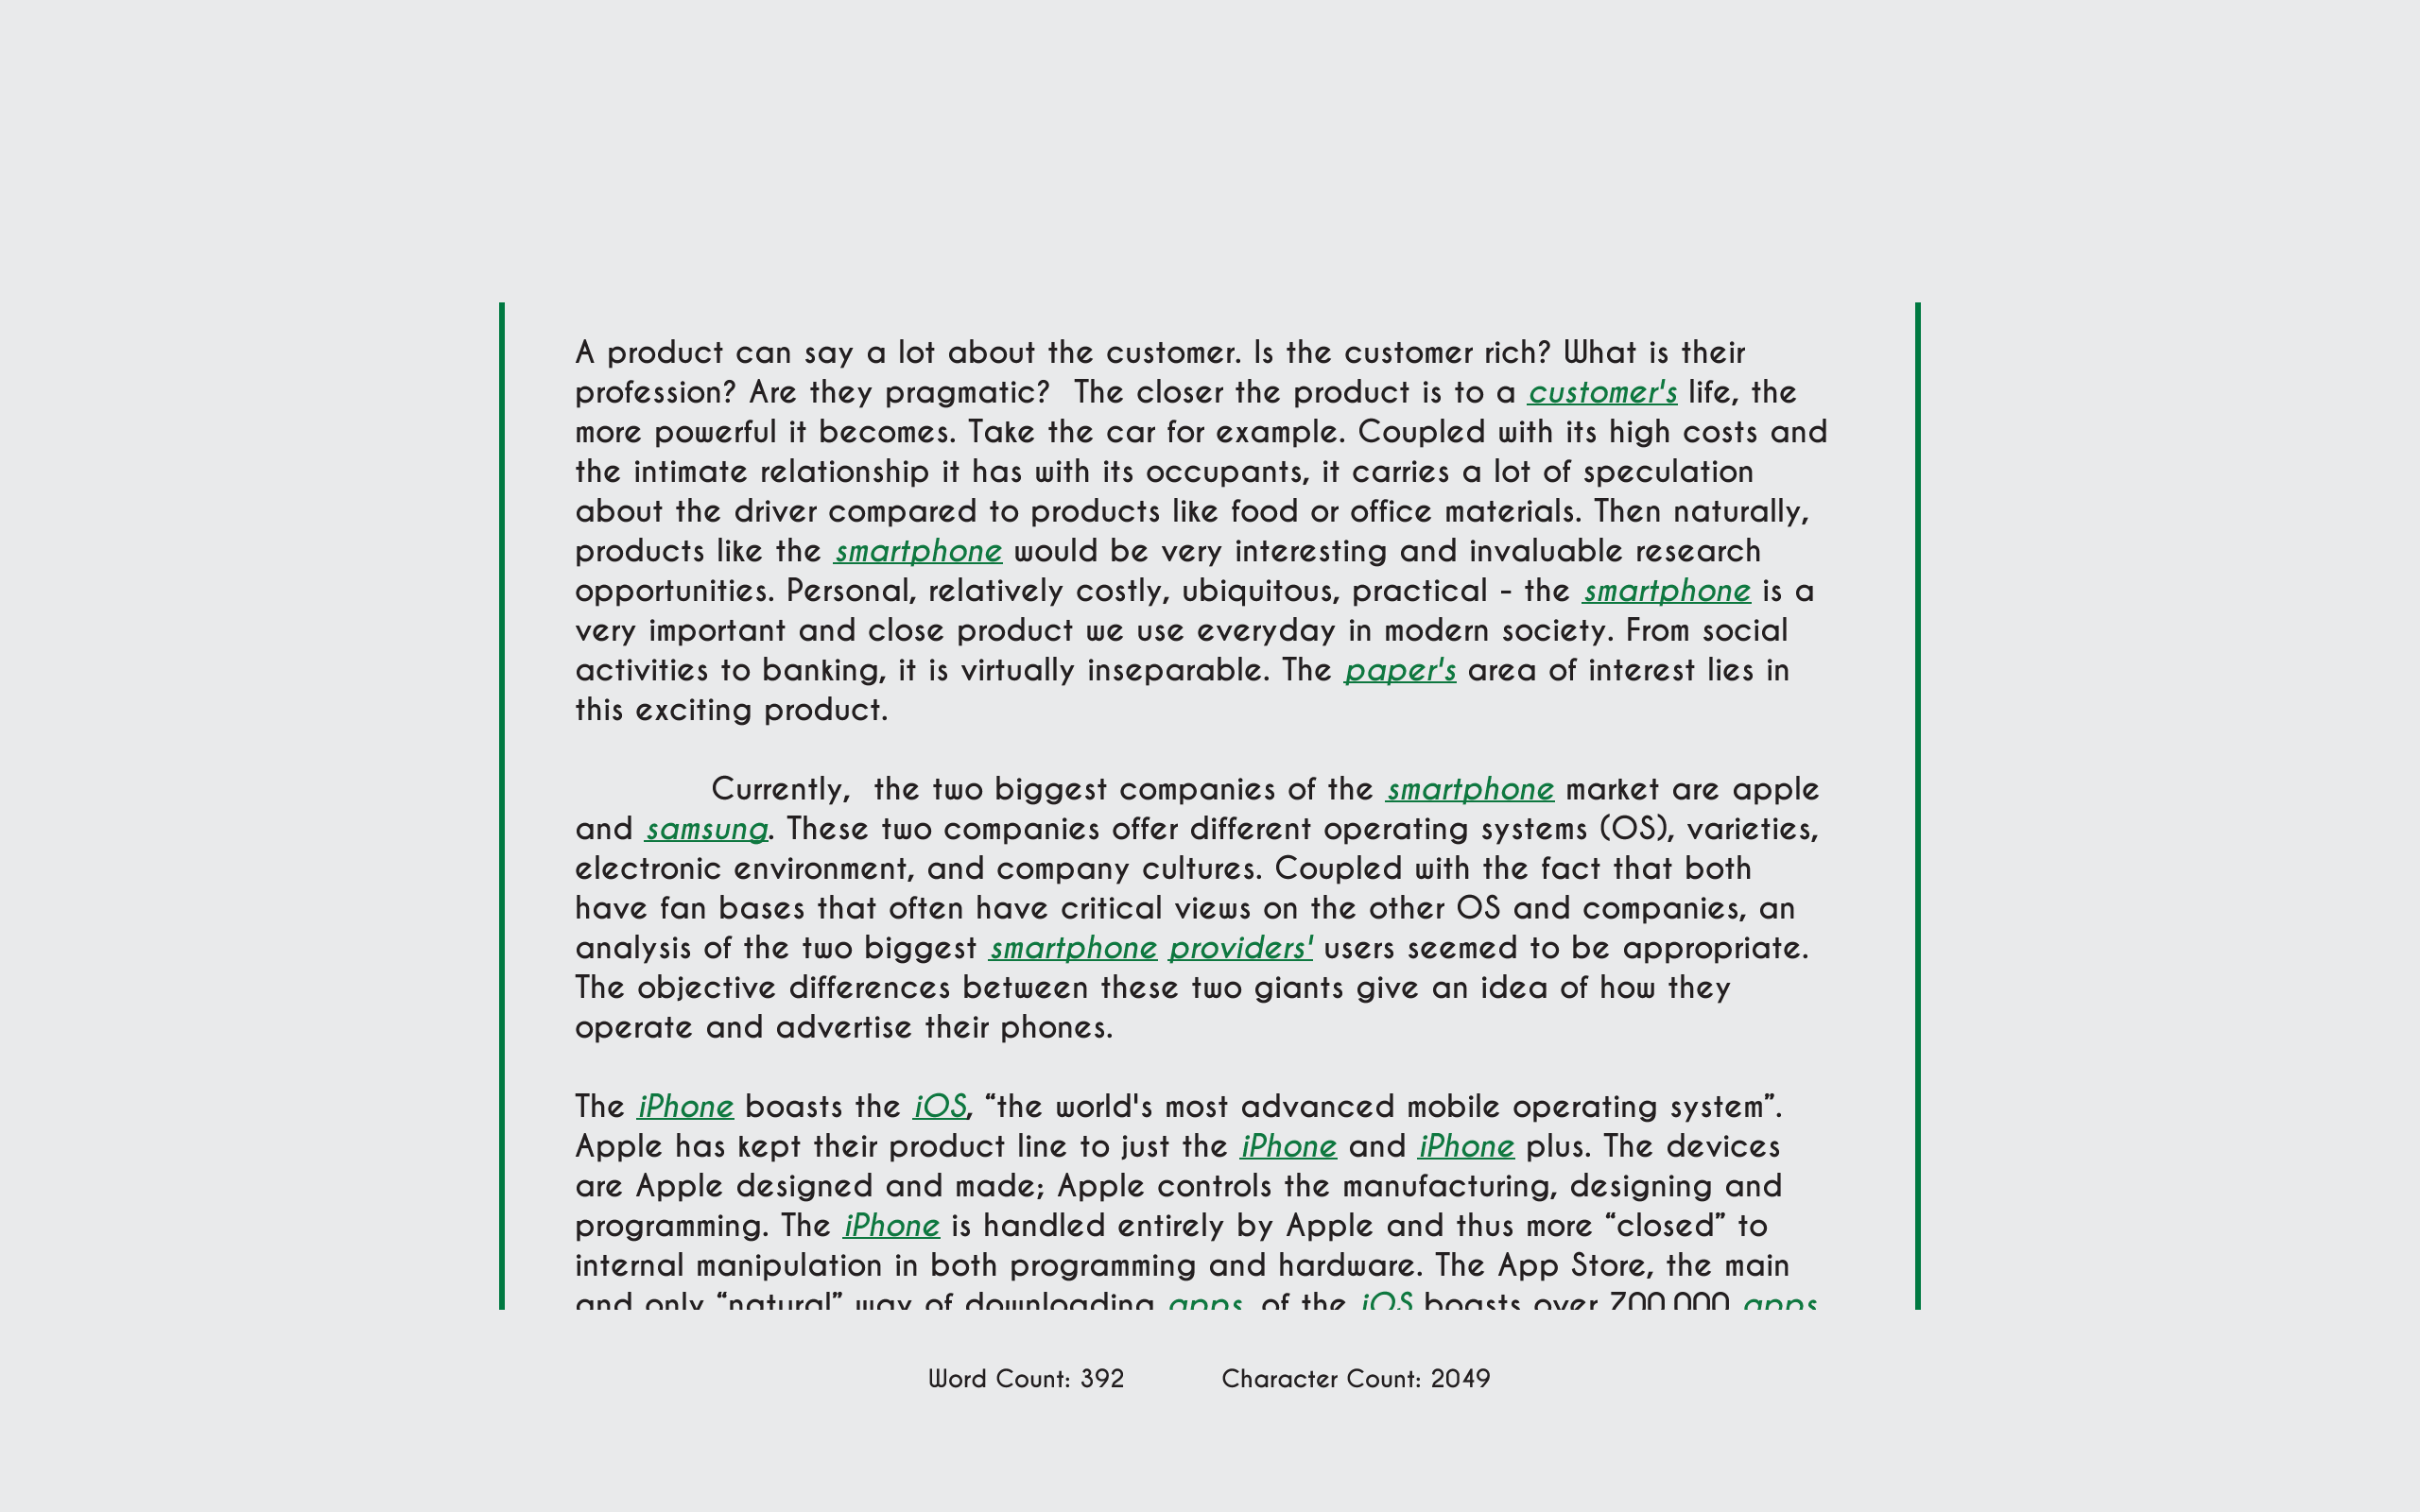 A product can say a lot about the customer. Is the customer rich? What is their
profession? Are they pragmatic?  The closer the product is to a customer's life, the
more powerful it becomes. Take the car for example. Coupled with its high costs and
the intimate relationship it has with its occupants, it carries a lot of speculation
about the driver compared to products like food or office materials. Then naturally,
products like the smartphone would be very interesting and invaluable research
opportunities. Personal, relatively costly, ubiquitous, practical - the smartphone is a
very important and close product we use everyday in modern society. From social
activities to banking, it is virtually inseparable. The paper's area of interest lies in
this exciting product.
Currently,  the two biggest companies of the smartphone market are apple
and samsung. These two companies offer different operating systems (OS), varieties,
electronic environment, and company cultures. Coupled with the fact that both
have fan bases that often have critical views on the other OS and companies, an
analysis of the two biggest smartphone providers' users seemed to be appropriate.
The objective differences between these two giants give an idea of how they
operate and advertise their phones.
The iPhone boasts the iOS, “the world's most advanced mobile operating system”.
Apple has kept their product line to just the iPhone and iPhone plus. The devices
are Apple designed and made; Apple controls the manufacturing, designing and
programming. The iPhone is handled entirely by Apple and thus more “closed” to
internal manipulation in both programming and hardware. The App Store, the main
and only “natural” way of downloading apps of the iOS boasts over 700,000 apps
Word Count: 392 Character Count: 2049